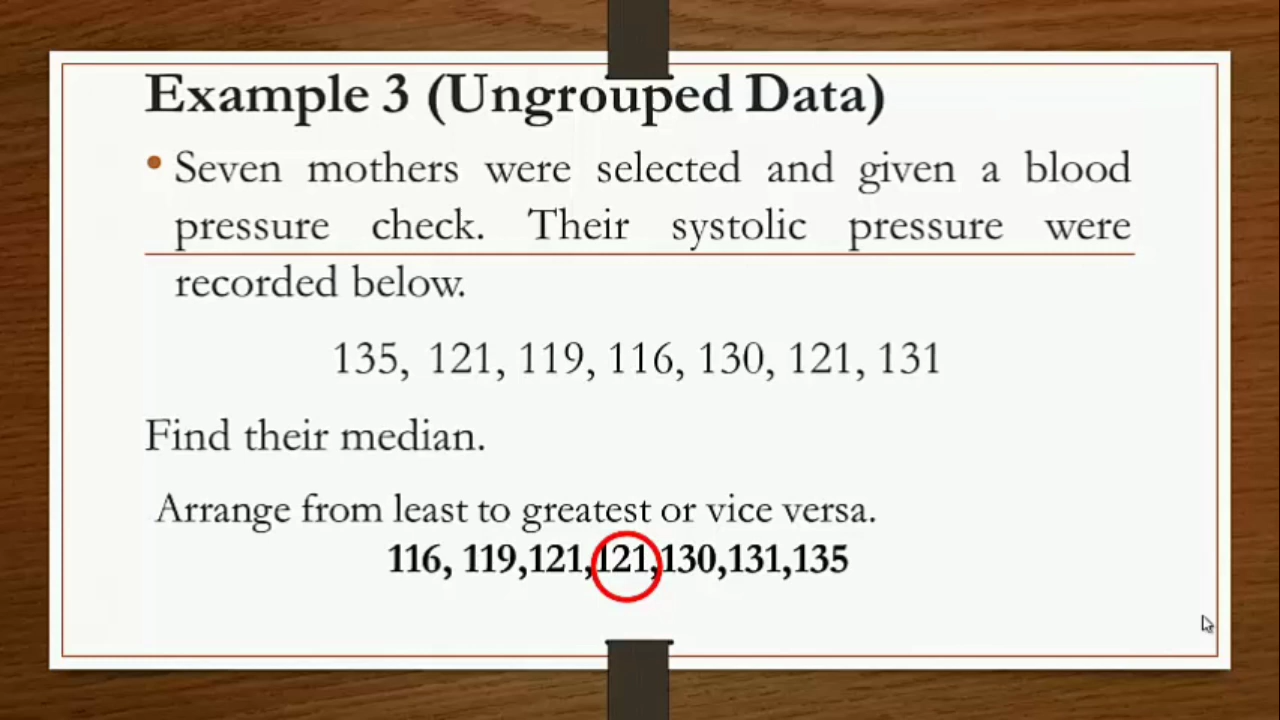 Example 3 (Ungrouped Data)
• Seven mothers were selected and given a blood
pressure check. Their systolic pressure were
recorded below.
135, 121, 119, 116, 130, 121, 131
Find their median.
Arrange from least to greatest or vice versa.
116, 119,121,121,130,131,135